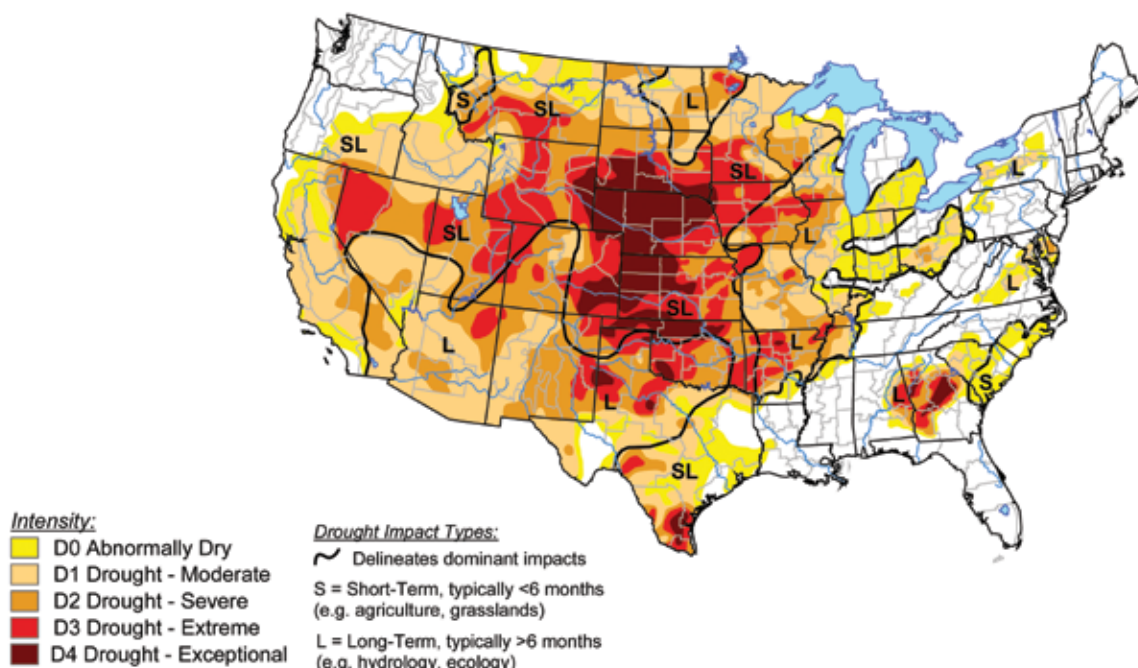 S
SL
L
SL
SL
SL
L
L
L
SL
L
L
L
L
S
SL
Intensity:
D0 Abnormally Dry
D1 Drought - Moderate
D2 Drought - Severe
D3 Drought - Extreme
D4 Drought - Exceptional
Drought Impact Types:
Delineates dominant impacts
S = Short-Term, typically <6 months
(e.g. agriculture, grasslands)
L = Long-Term, typically >6 months
(e.g. hydrology, ecology)